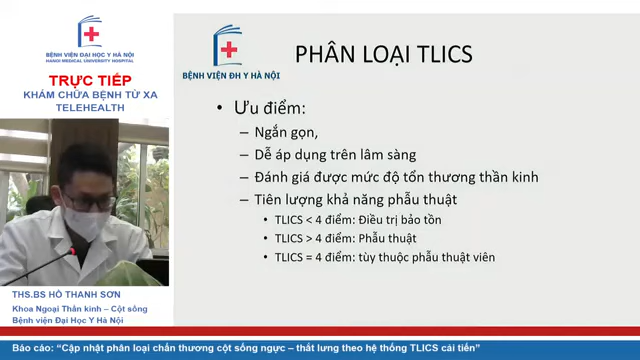 BỆNH VIỆN ĐẠI HỌC Y HÀ NỘI
HANOI MEDICAL UNIVERSITY HOSPITAL
TRỰC TIẾP
KHÁM CHỮA BỆNH TỪ XA
TELEHEALTH
THS.BS HỒ THANH SƠN
Khoa Ngoại Thần kinh – Cột sống
Bệnh viện Đại Học Y Hà Nội
BỆNH VIỆN ĐH Y HÀ NỘI
PHÂN LOẠI TLICS
• Ưu điểm:
– Ngắn gọn,
– Dễ áp dụng trên lâm sàng
– Đánh giá được mức độ tổn thương thần kinh
– Tiên lượng khả năng phẫu thuật
• TLICS < 4 điểm: Điều trị bảo tồn
• TLICS > 4 điểm: Phẫu thuật
• TLICS = 4 điểm: tùy thuộc phẫu thuật viên
Báo cáo: “Cập nhật phân loại chấn thương cột sống ngực – thắt lưng theo hệ thống TLICS cải tiến”